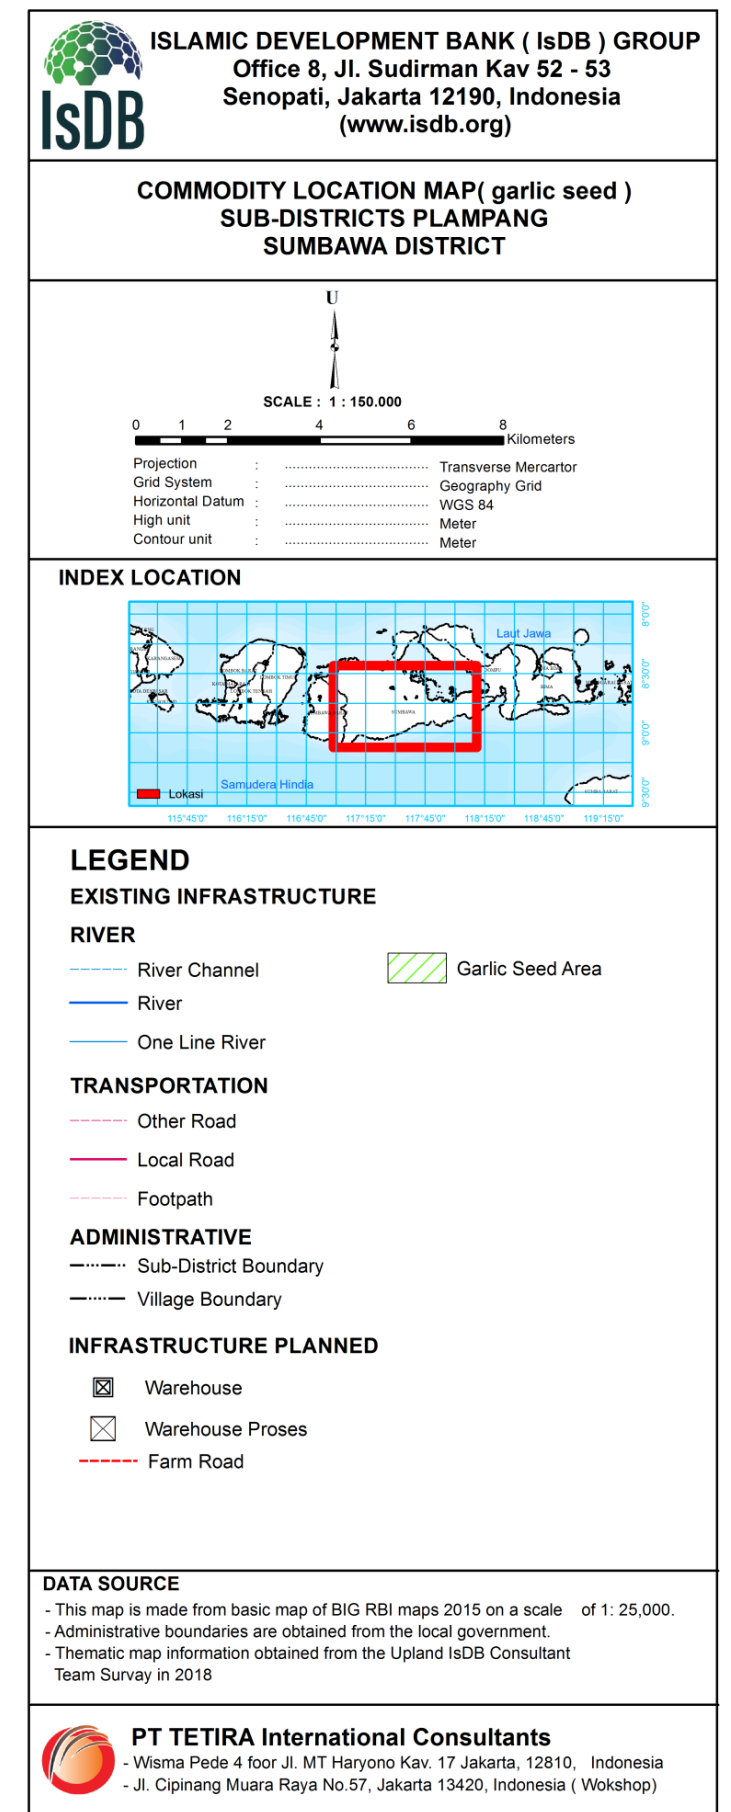 IsDB
ISLAMIC DEVELOPMENT BANK ( IsDB ) GROUP
Office 8, Jl. Sudirman Kav 52 - 53
Senopati, Jakarta 12190, Indonesia
(www.isdb.org)
COMMODITY LOCATION MAP( garlic seed )
SUB-DISTRICTS PLAMPANG
SUMBAWA DISTRICT
U
SCALE : 1 : 150.000
0 1 2 4 6 8
Kilometers
Projection : Transverse Mercartor
Grid System : Geography Grid
Horizontal Datum : WGS 84
High unit : Meter
Contour unit : Meter
INDEX LOCATION
8°0'0"
Laut Jawa
8°30'0"
SUMBAWA
BIMA
9°0'0"
Samudera Hindia
Lokasi
9°30'0"
115°45'0" 116°15'0" 116°45'0" 117°15'0" 117°45'0" 118°15'0" 118°45'0" 119°15'0"
LEGEND
EXISTING INFRASTRUCTURE
RIVER
River Channel
Garlic Seed Area
River
One Line River
TRANSPORTATION
Other Road
Local Road
Footpath
ADMINISTRATIVE
Sub-District Boundary
Village Boundary
INFRASTRUCTURE PLANNED
Warehouse
Warehouse Proses
Farm Road
DATA SOURCE
- This map is made from basic map of BIG RBI maps 2015 on a scale of 1: 25,000.
- Administrative boundaries are obtained from the local government.
- Thematic map information obtained from the Upland IsDB Consultant
Team Survay in 2018
PT TETIRA International Consultants
- Wisma Pede 4 foor Jl. MT Haryono Kav. 17 Jakarta, 12810, Indonesia
- Jl. Cipinang Muara Raya No.57, Jakarta 13420, Indonesia ( Wokshop)